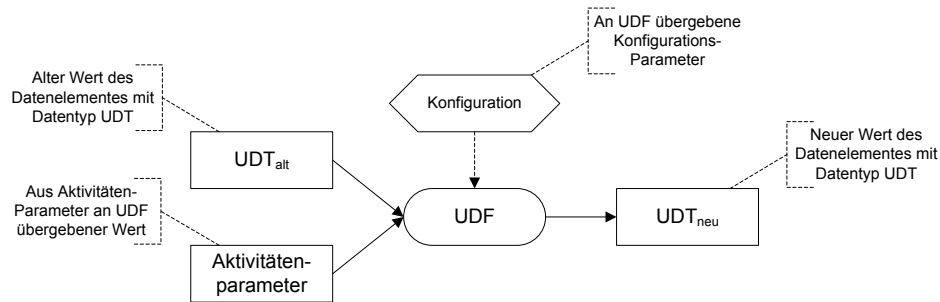 An UDF übergebene
Konfigurations-
Parameter
Alter Wert des
Datenelementes mit
Datentyp UDT
Konfiguration
Neuer Wert des
Datenelementes mit
Datentyp UDT
UDTalt
Aus Aktivitäten-
Parameter an UDF
übergebener Wert
UDF
UDTneu
Aktivitäten-
parameter